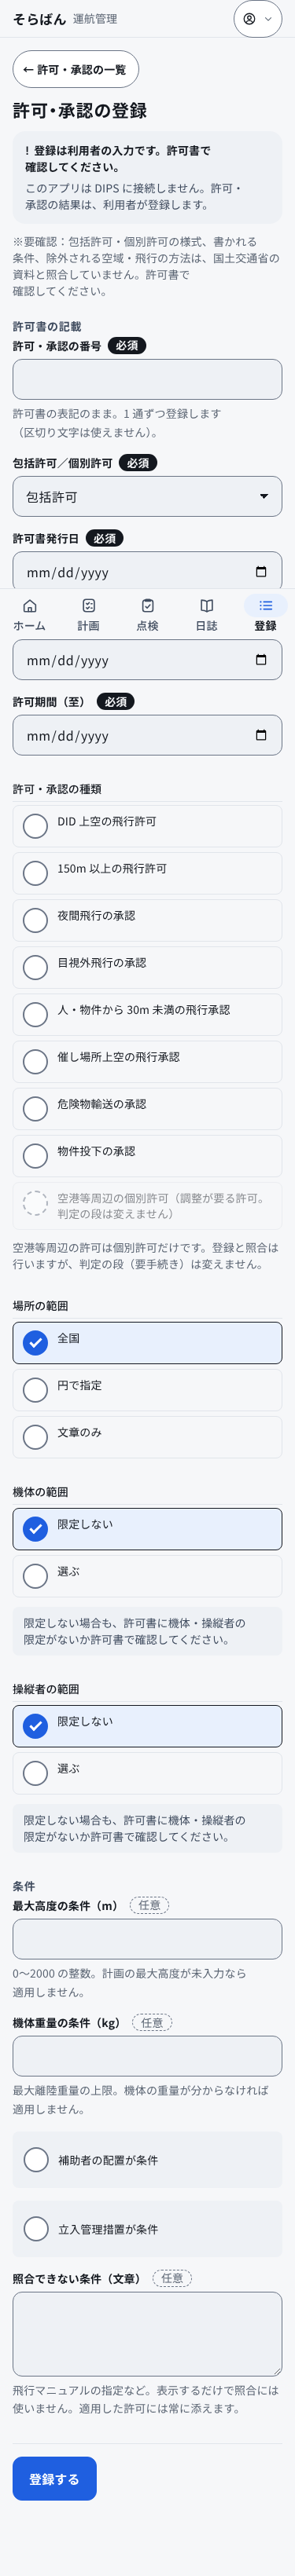 そらばん 運航管理
← 許可・承認の一覧
許可・承認の登録
! 登録は利用者の入力です。許可書で
確認してください。
このアプリは DIPS に接続しません。許可・
承認の結果は、利用者が登録します。
※要確認：包括許可・個別許可の様式、書かれる
条件、除外される空域・飛行の方法は、国土交通省の
資料と照合していません。許可書で
確認してください。
許可書の記載
許可・承認の番号 必須
許可書の表記のまま。1 通ずつ登録します
（区切り文字は使えません）。
包括許可／個別許可 必須
包括許可
許可書発行日 必須
mm/dd/yyyy
ホーム 計画 点検 日誌 登録
mm/dd/yyyy
許可期間（至） 必須
mm/dd/yyyy
許可・承認の種類
DID 上空の飛行許可
150m 以上の飛行許可
夜間飛行の承認
目視外飛行の承認
人・物件から 30m 未満の飛行承認
催し場所上空の飛行承認
危険物輸送の承認
物件投下の承認
空港等周辺の個別許可（調整が要る許可。
判定の段は変えません）
空港等周辺の許可は個別許可だけです。登録と照合は
行いますが、判定の段（要手続き）は変えません。
場所の範囲
全国
円で指定
文章のみ
機体の範囲
限定しない
選ぶ
限定しない場合も、許可書に機体・操縦者の
限定がないか許可書で確認してください。
操縦者の範囲
限定しない
選ぶ
限定しない場合も、許可書に機体・操縦者の
限定がないか許可書で確認してください。
条件
最大高度の条件（m） 任意
0〜2000 の整数。計画の最大高度が未入力なら
適用しません。
機体重量の条件（kg） 任意
最大離陸重量の上限。機体の重量が分からなければ
適用しません。
補助者の配置が条件
立入管理措置が条件
照合できない条件（文章） 任意
飛行マニュアルの指定など。表示するだけで照合には
使いません。適用した許可には常に添えます。
登録する